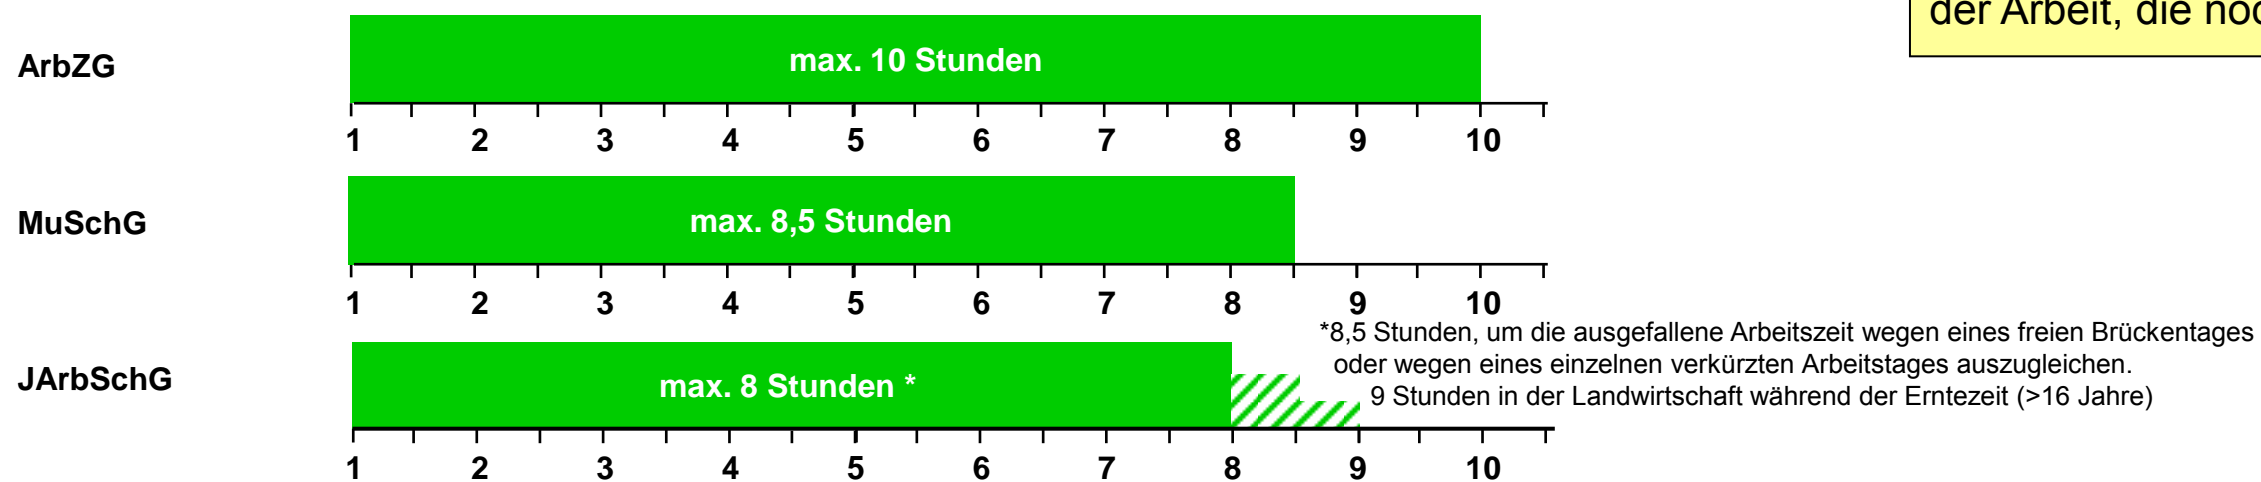 der Arbeit, die
ArbZG
max. 10 Stunden
1 2 3 4 5 6 7 8 9 10
MuSchG
max. 8,5 Stunden
1 2 3 4 5 6 7 8 9 10
*8,5 Stunden, um die ausgefallene Arbeitszeit wegen eines freien Brückentages
oder wegen eines einzelnen verkürzten Arbeitstages auszugleichen.
9 Stunden in der Landwirtschaft während der Erntezeit (>16 Jahre)
JArbSchG
max. 8 Stunden *
1 2 3 4 5 6 7 8 9 10